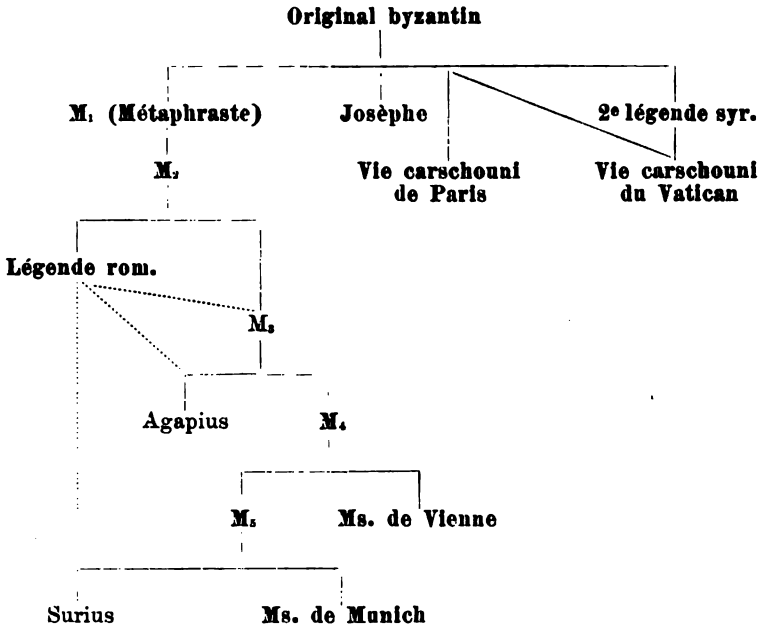 Original byzantin
M₁ (Métaphraste)
Josèphe
2e légende syr.
M₂
Vie carschouni
de Paris
Vie carschouni
du Vatican
Légende rom.
M₃
Agapius
M₄
M₅
Ms. de Vienne
Surius
Ms. de Munich